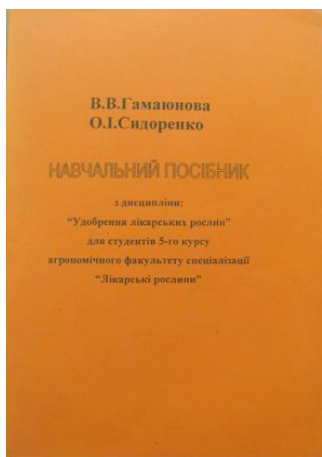 В.В.Гамаюнова
О.І.Сидоренко
НАВЧАЛЬНИЙ ПОСІБНИК
з дисципліни:
“Удобрення лікарських рослин”
для студентів 5-го курсу
агрономічного факультету спеціалізації
“Лікарські рослини”